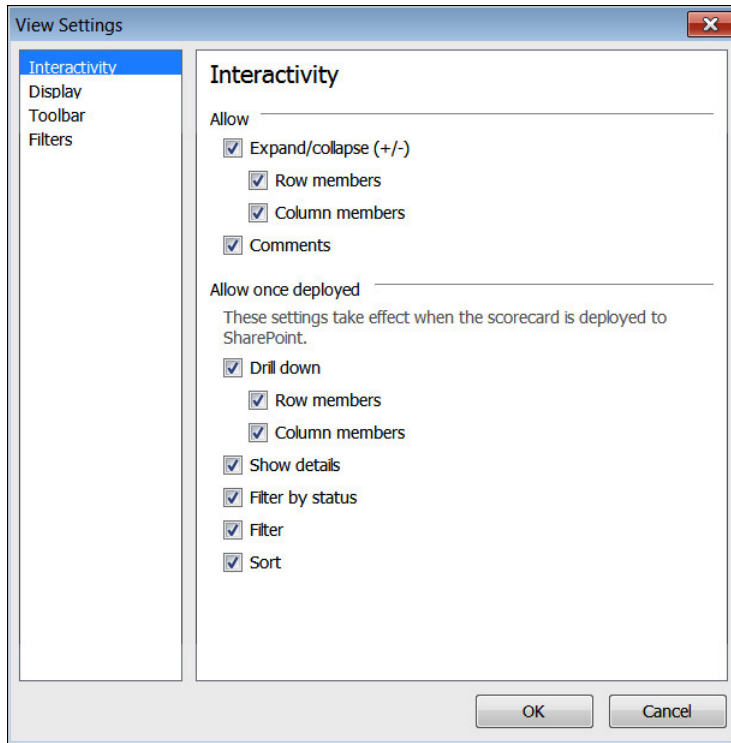 View Settings
Interactivity
Display
Toolbar
Filters
Interactivity
Allow
Expand/collapse (+/-)
Row members
Column members
Comments
Allow once deployed
These settings take effect when the scorecard is deployed to
SharePoint.
Drill down
Row members
Column members
Show details
Filter by status
Filter
Sort
OK
Cancel